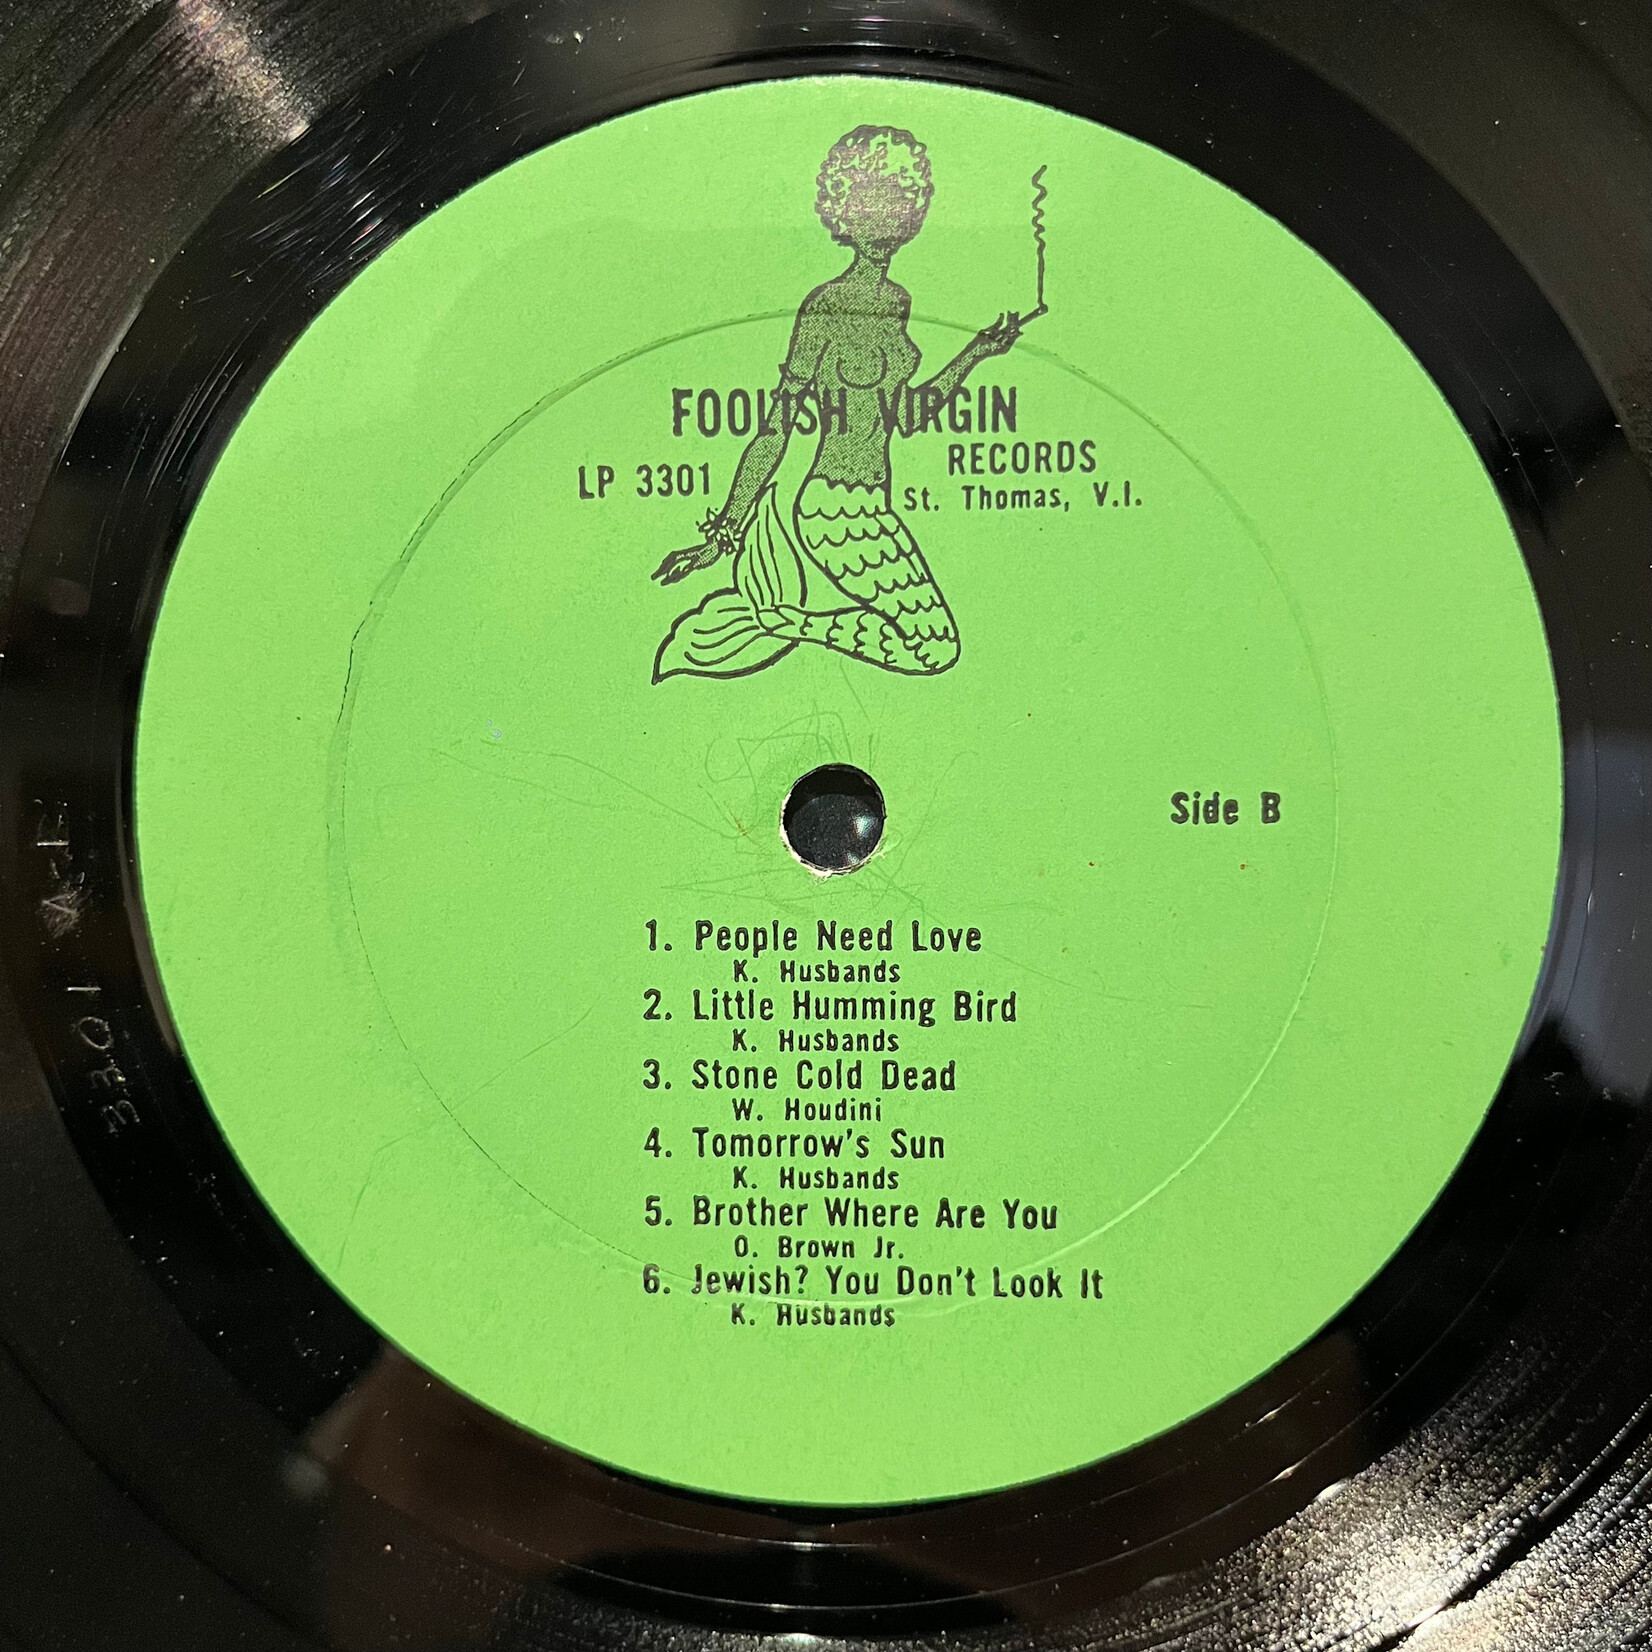 FOOLISH VIRGIN
RECORDS
LP 3301
St. Thomas, V.I.
Side B
1. People Need Love
K. Husbands
2. Little Humming Bird
K. Husbands
3. Stone Cold Dead
W. Houdini
4. Tomorrow's Sun
K. Husbands
5. Brother Where Are You
O. Brown Jr.
6. Jewish? You Don't Look It
K. Husbands